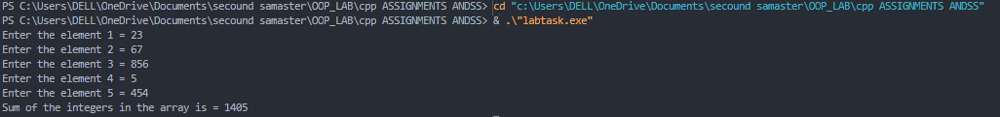 PS C:\Users\DELL\OneDrive\Documents\secound samaster\OOP_LAB\cpp ASSIGNMENTS ANDSS> cd "c:\Users\DELL\OneDrive\Documents\secound samaster\OOP_LAB\cpp ASSIGNMENTS ANDSS"
PS C:\Users\DELL\OneDrive\Documents\secound samaster\OOP_LAB\cpp ASSIGNMENTS ANDSS> & .\"labtask.exe"
Enter the element 1 = 23
Enter the element 2 = 67
Enter the element 3 = 856
Enter the element 4 = 5
Enter the element 5 = 454
Sum of the integers in the array is = 1405